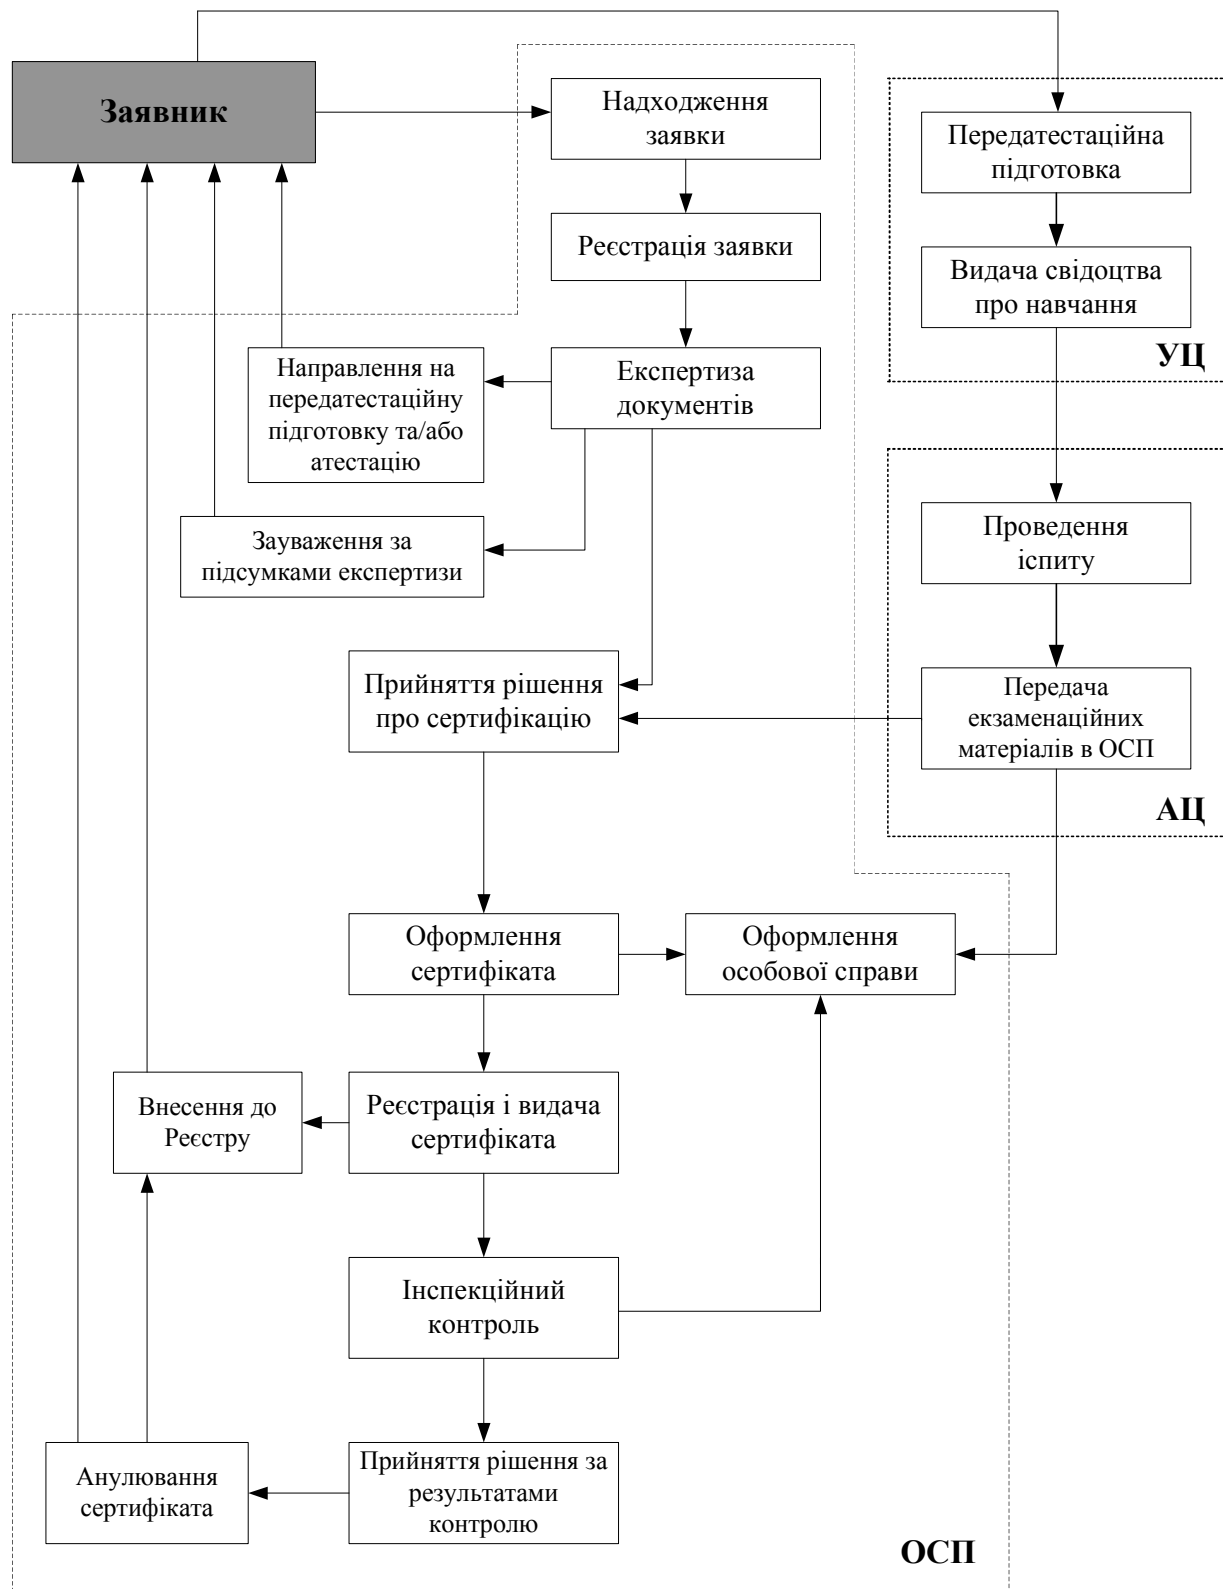 Заявник
Надходження
заявки
Передатестаційна
підготовка
Реєстрація заявки
Видача свідоцтва
про навчання
УЦ
Направлення на
передатестаційну
підготовку та/або
атестацію
Експертиза
документів
Зауваження за
підсумками експертизи
Проведення
іспиту
Прийняття рішення
про сертифікацію
Передача
екзаменаційних
матеріалів в ОСП
АЦ
Оформлення
сертифіката
Оформлення
особової справи
Внесення до
Реєстру
Реєстрація і видача
сертифіката
Інспекційний
контроль
Анулювання
сертифіката
Прийняття рішення за
результатами
контролю
ОСП